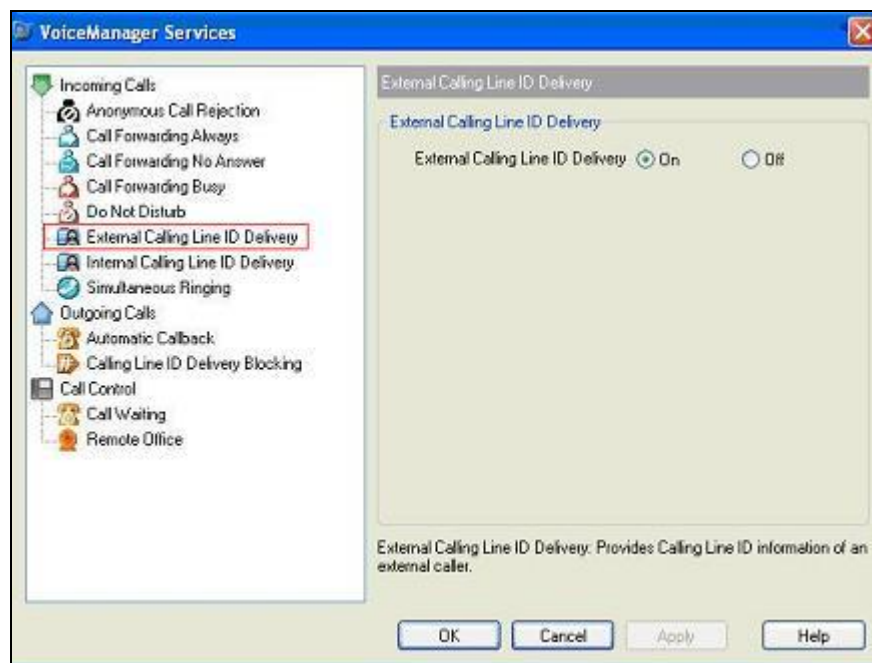 VoiceManager Services
Incoming Calls
Anonymous Call Rejection
Call Forwarding Always
Call Forwarding No Answer
Call Forwarding Busy
Do Not Disturb
External Calling Line ID Delivery
Internal Calling Line ID Delivery
Simultaneous Ringing
Outgoing Calls
Automatic Callback
Calling Line ID Delivery Blocking
Call Control
Call Waiting
Remote Office
External Calling Line ID Delivery
External Calling Line ID Delivery
External Calling Line ID Delivery On Off
External Calling Line ID Delivery: Provides Calling Line ID information of an
external caller.
OK Cancel Apply Help